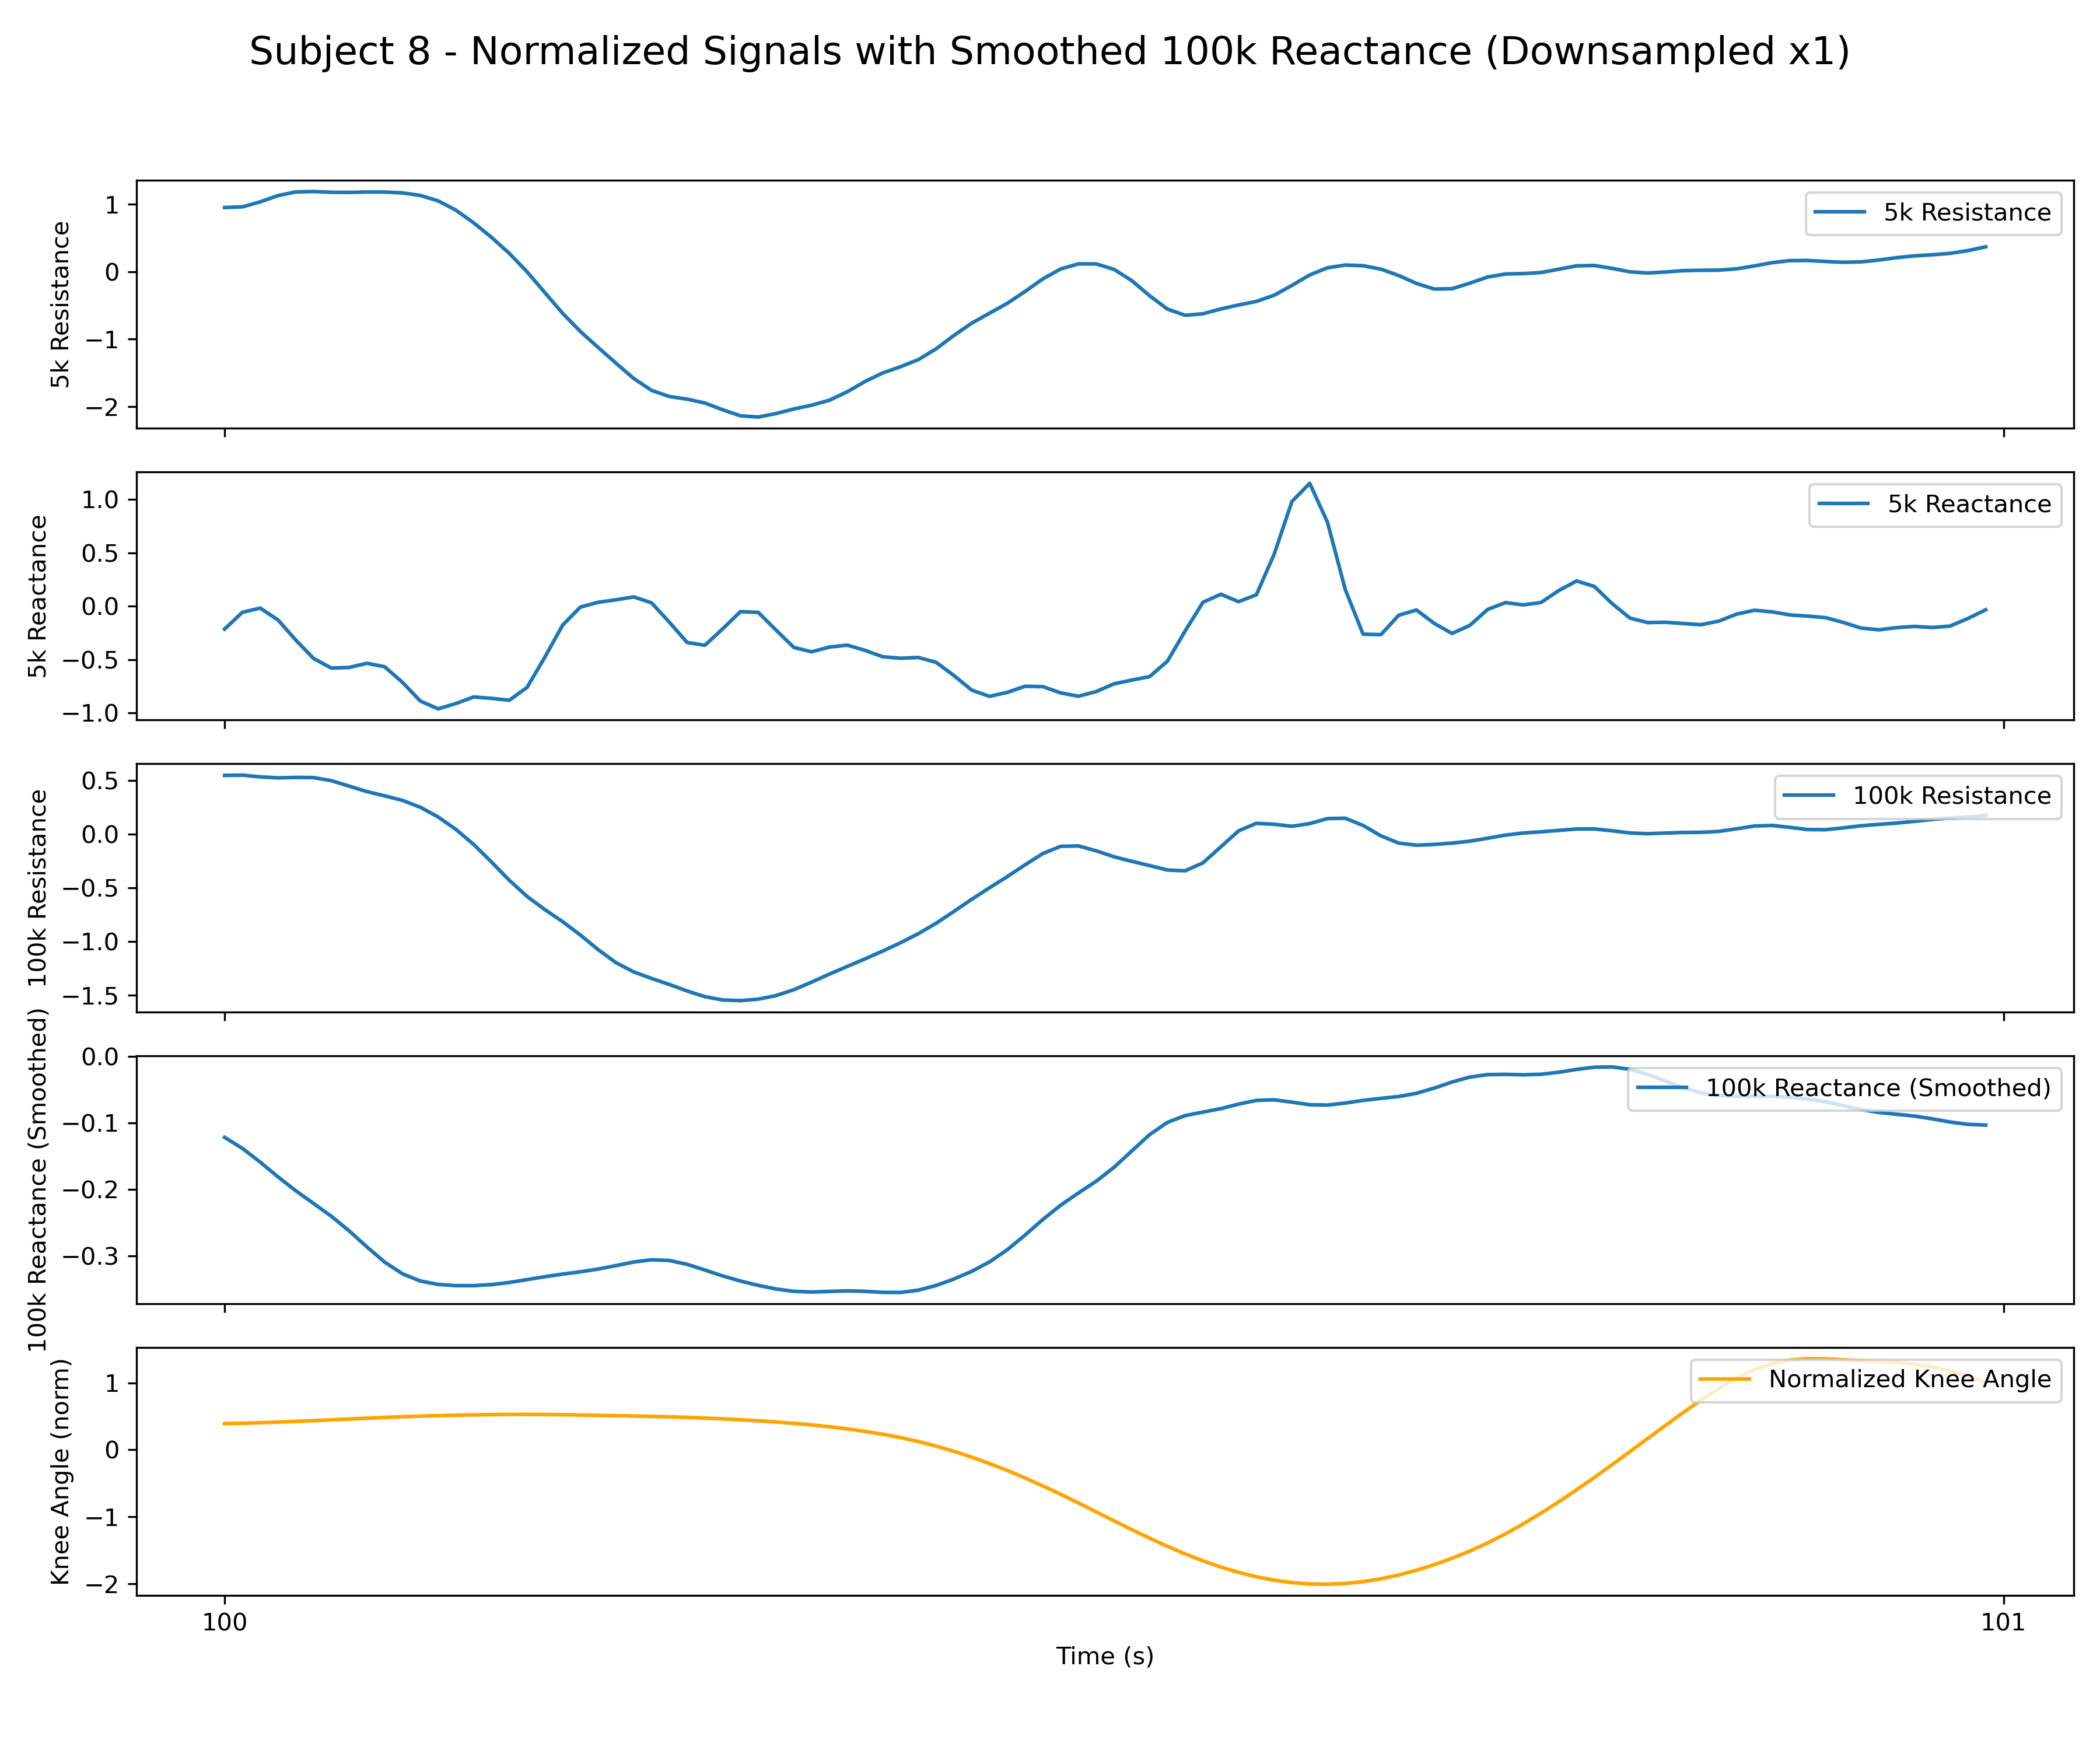 Subject 8 - Normalized Signals with Smoothed 100k Reactance (Downsampled x1)
5k Resistance
1
0
−1
−2
5k Resistance
5k Reactance
1.0
0.5
0.0
−0.5
−1.0
5k Reactance
100k Resistance
0.5
0.0
−0.5
−1.0
−1.5
100k Resistance
100k Reactance (Smoothed)
0.0
−0.1
−0.2
−0.3
100k Reactance (Smoothed)
Knee Angle (norm)
1
0
−1
−2
Normalized Knee Angle
100
101
Time (s)